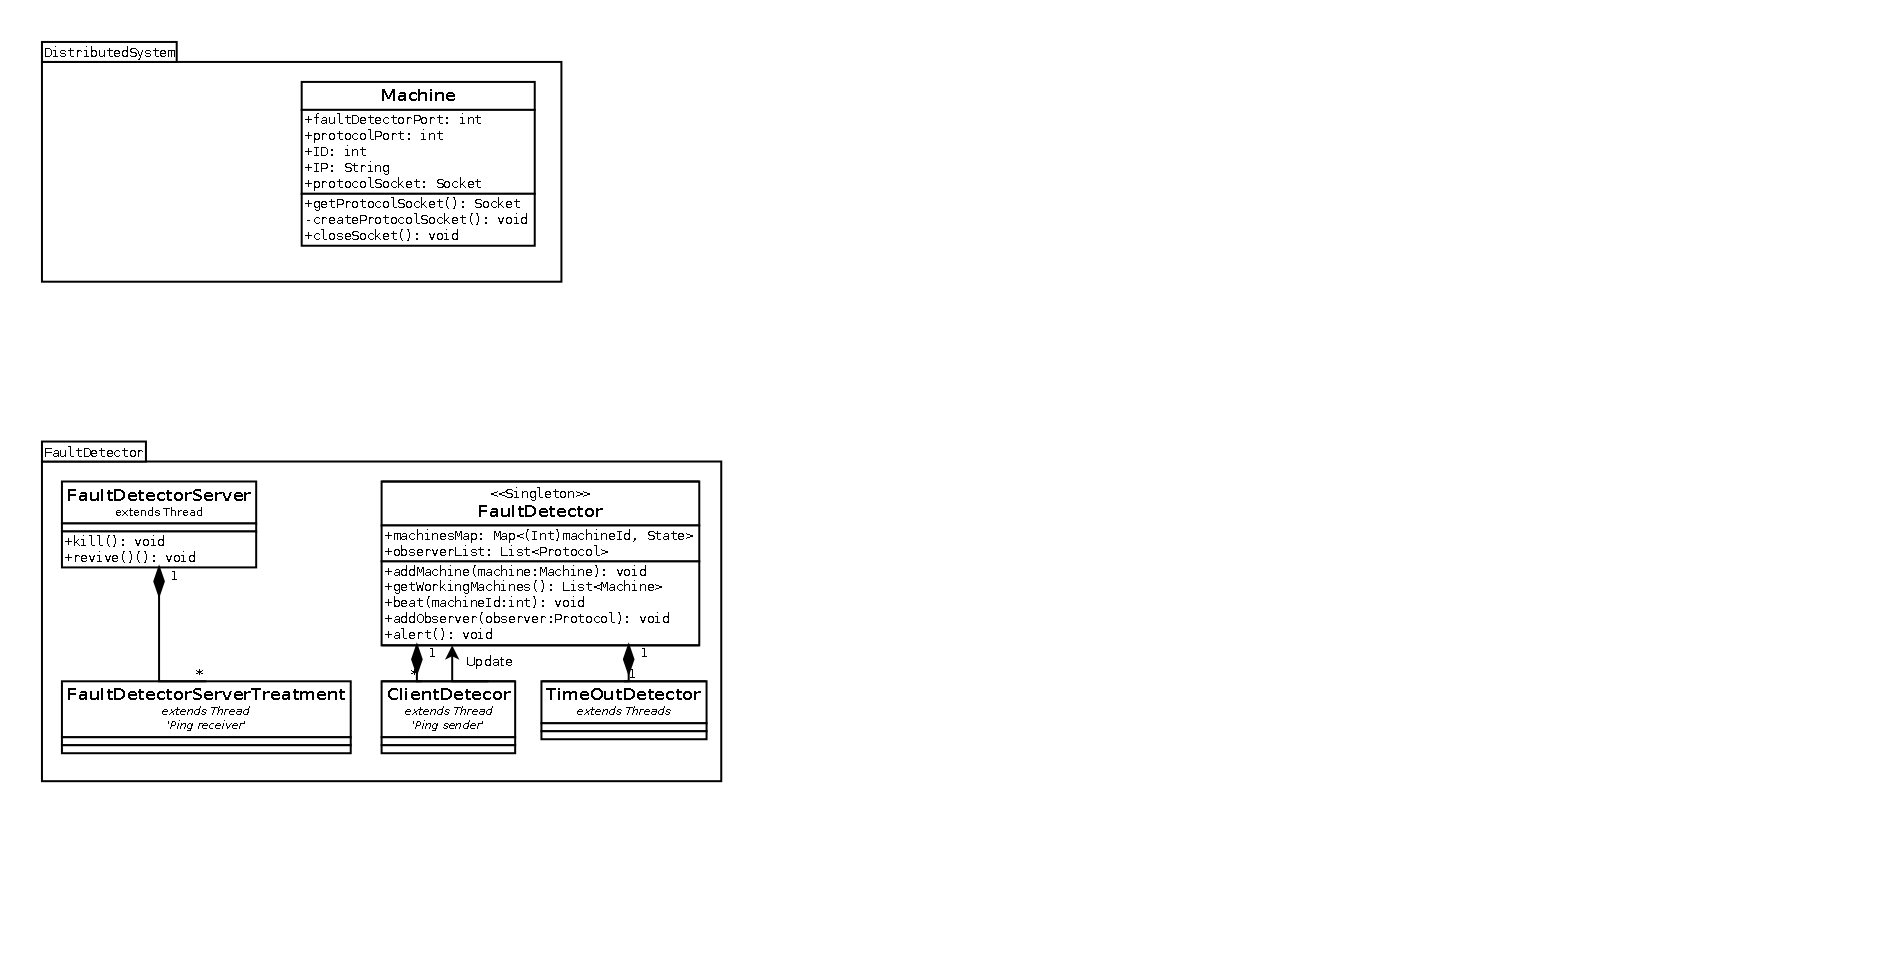 DistributedSystem
Machine
+faultDetectorPort: int
+protocolPort: int
+ID: int
+IP: String
+protocolSocket: Socket
+getProtocolSocket(): Socket
-createProtocolSocket(): void
+closeSocket(): void
FaultDetector
FaultDetectorServer
extends Thread
+kill(): void
+revive()(): void
1
*
FaultDetectorServerTreatment
extends Thread
'Ping receiver'
<<Singleton>>
FaultDetector
+machinesMap: Map<(Int)machineId, State>
+observerList: List<Protocol>
+addMachine(machine:Machine): void
+getWorkingMachines(): List<Machine>
+beat(machineId:int): void
+addObserver(observer:Protocol): void
+alert(): void
1
*
Update
1
1
ClientDetecor
extends Thread
'Ping sender'
TimeOutDetector
extends Threads